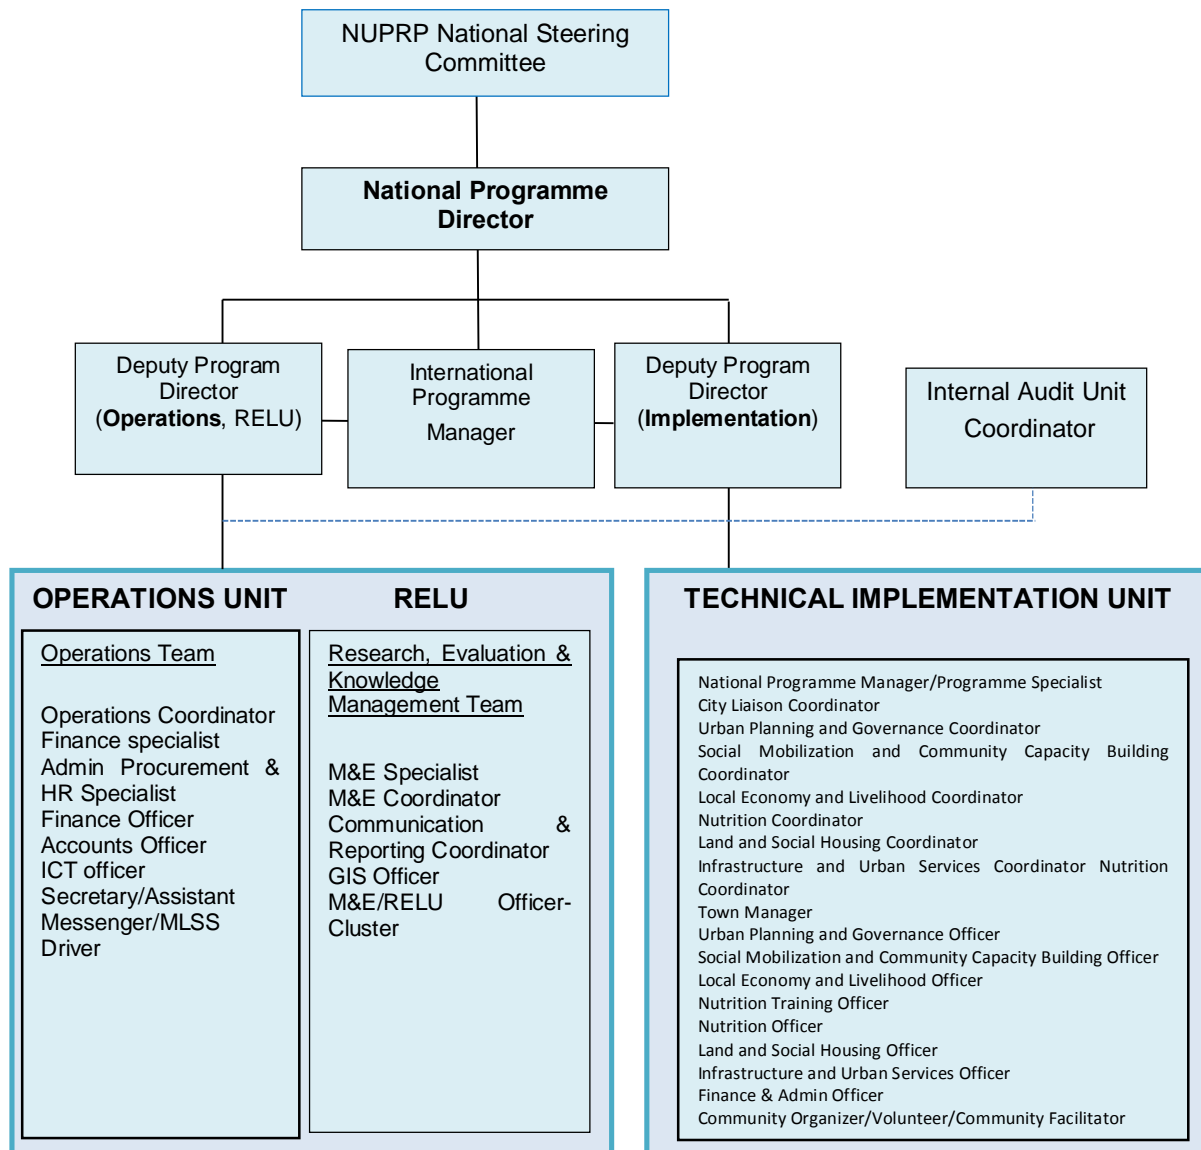 NUPRP National Steering
Committee
National Programme
Director
Deputy Program
Director
(Operations, RELU)
International
Programme
Manager
Deputy Program
Director
(Implementation)
Internal Audit Unit
Coordinator
OPERATIONS UNIT
RELU
Operations Team
Operations Coordinator
Finance specialist
Admin Procurement &
HR Specialist
Finance Officer
Accounts Officer
ICT officer
Secretary/Assistant
Messenger/MLSS
Driver
Research, Evaluation &
Knowledge
Management Team
M&E Specialist
M&E Coordinator
Communication &
Reporting Coordinator
GIS Officer
M&E/RELU Officer-
Cluster
TECHNICAL IMPLEMENTATION UNIT
National Programme Manager/Programme Specialist
City Liaison Coordinator
Urban Planning and Governance Coordinator
Social Mobilization and Community Capacity Building
Coordinator
Local Economy and Livelihood Coordinator
Nutrition Coordinator
Land and Social Housing Coordinator
Infrastructure and Urban Services Coordinator Nutrition
Coordinator
Town Manager
Urban Planning and Governance Officer
Social Mobilization and Community Capacity Building Officer
Local Economy and Livelihood Officer
Nutrition Training Officer
Nutrition Officer
Land and Social Housing Officer
Infrastructure and Urban Services Officer
Finance & Admin Officer
Community Organizer/Volunteer/Community Facilitator